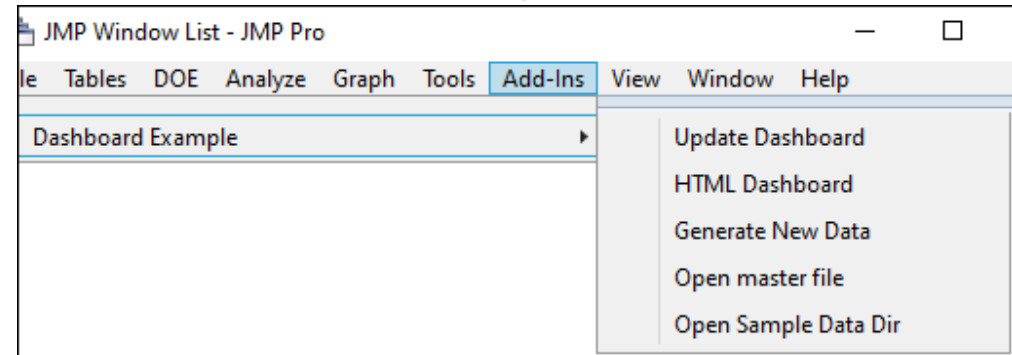 JMP Window List - JMP Pro
le Tables DOE Analyze Graph Tools Add-Ins View Window Help
Dashboard Example
Update Dashboard
HTML Dashboard
Generate New Data
Open master file
Open Sample Data Dir